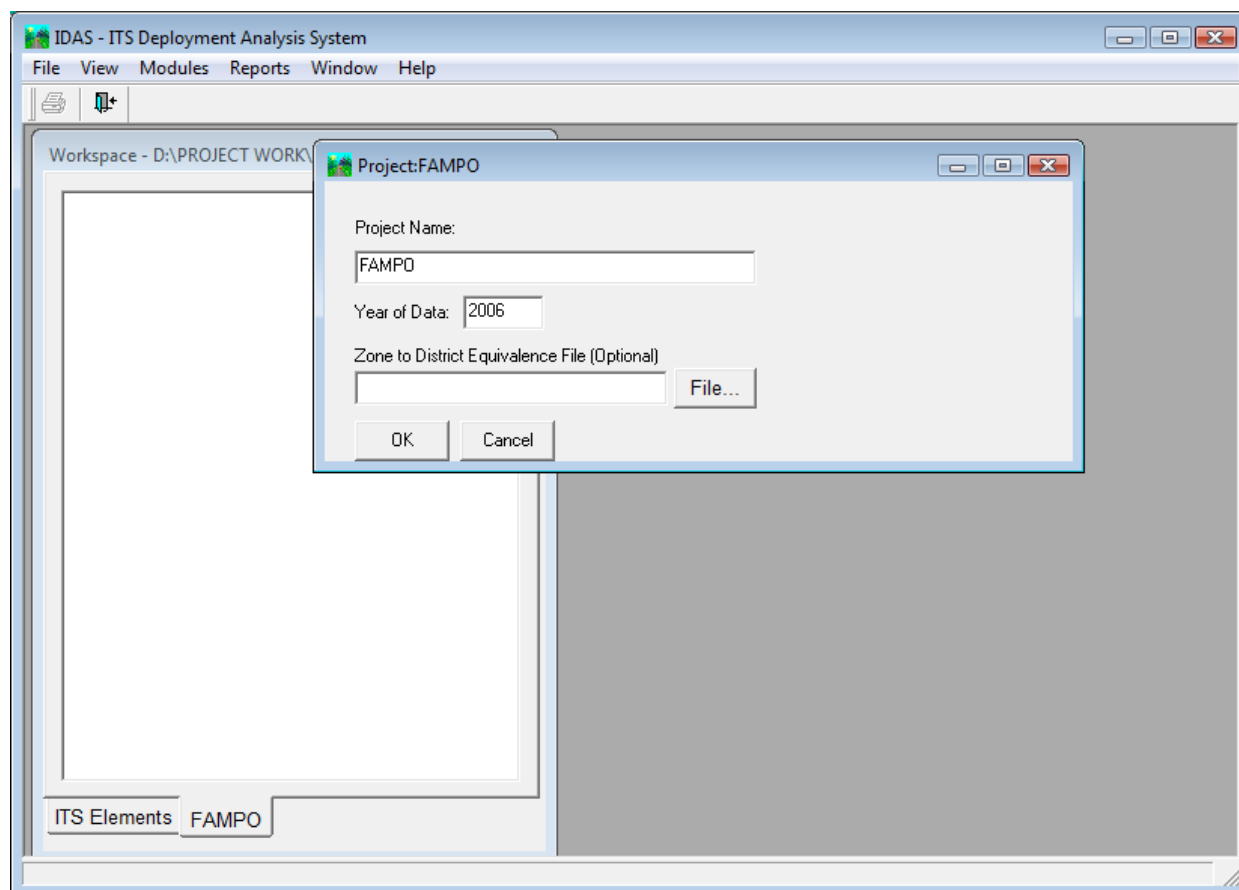 IDAS - ITS Deployment Analysis System
File View Modules Reports Window Help
Workspace - D:\PROJECT WORK\
Project:FAMPO
Project Name:
FAMPO
Year of Data: 2006
Zone to District Equivalence File (Optional)
File...
OK Cancel
ITS Elements FAMPO